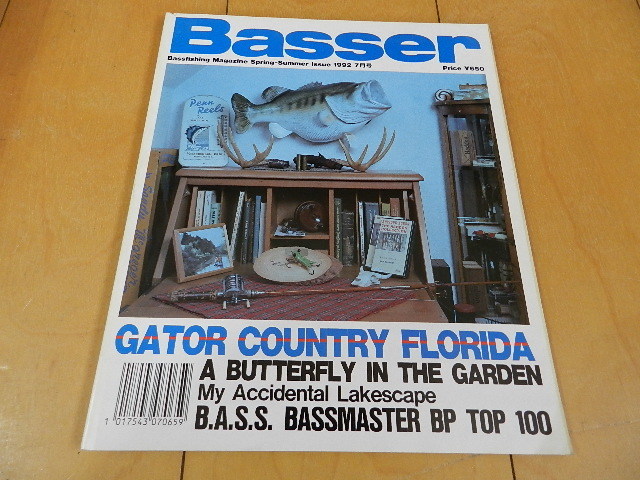 Basser
Bassfishing Magazine Spring-Summer Issue 1992 7月号
Price ¥650
Penn
Reels
GATOR COUNTRY FLORIDA
A BUTTERFLY IN THE GARDEN
My Accidental Lakescape
B.A.S.S. BASSMASTER BP TOP 100
1 017543 070659